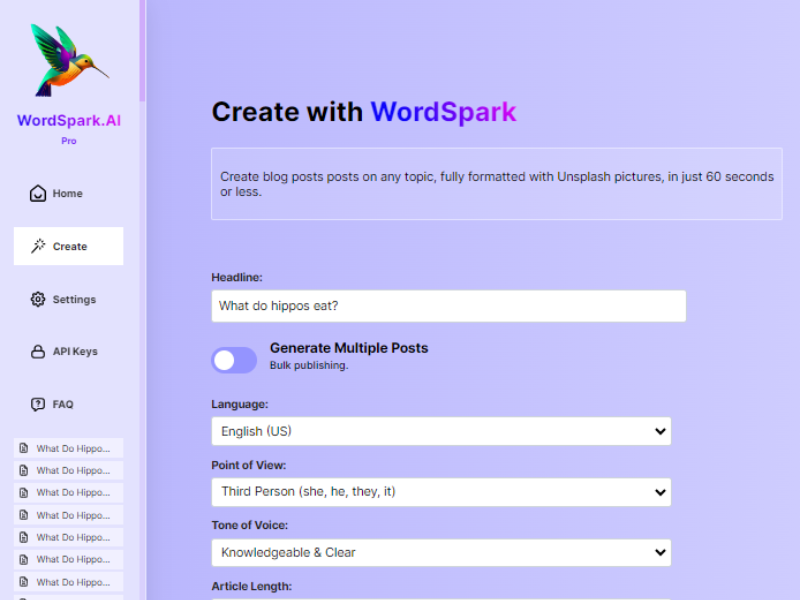 WordSpark.AI
Pro
Home
Create
Settings
API Keys
FAQ
What Do Hippo...
What Do Hippo...
What Do Hippo...
What Do Hippo...
What Do Hippo...
What Do Hippo...
What Do Hippo...
Create with WordSpark
Create blog posts posts on any topic, fully formatted with Unsplash pictures, in just 60 seconds
or less.
Headline:
What do hippos eat?
Generate Multiple Posts
Bulk publishing.
Language:
English (US)
Point of View:
Third Person (she, he, they, it)
Tone of Voice:
Knowledgeable & Clear
Article Length: